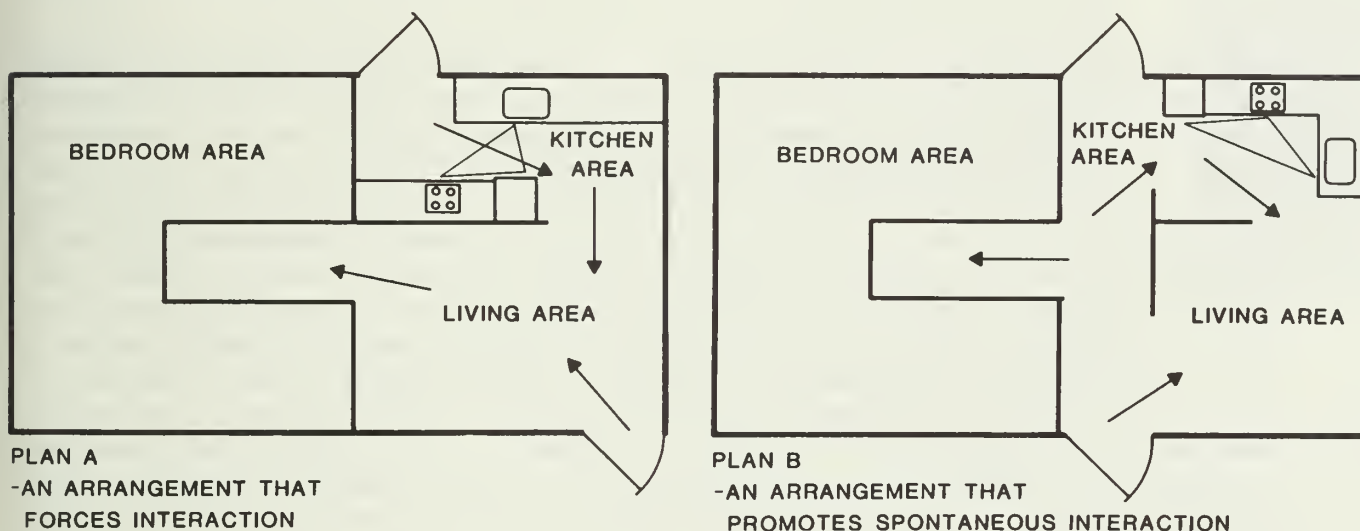 BEDROOM AREA
KITCHEN
AREA
LIVING AREA
PLAN A
-AN ARRANGEMENT THAT
FORCES INTERACTION
BEDROOM AREA
KITCHEN
AREA
LIVING AREA
PLAN B
-AN ARRANGEMENT THAT
PROMOTES SPONTANEOUS INTERACTION